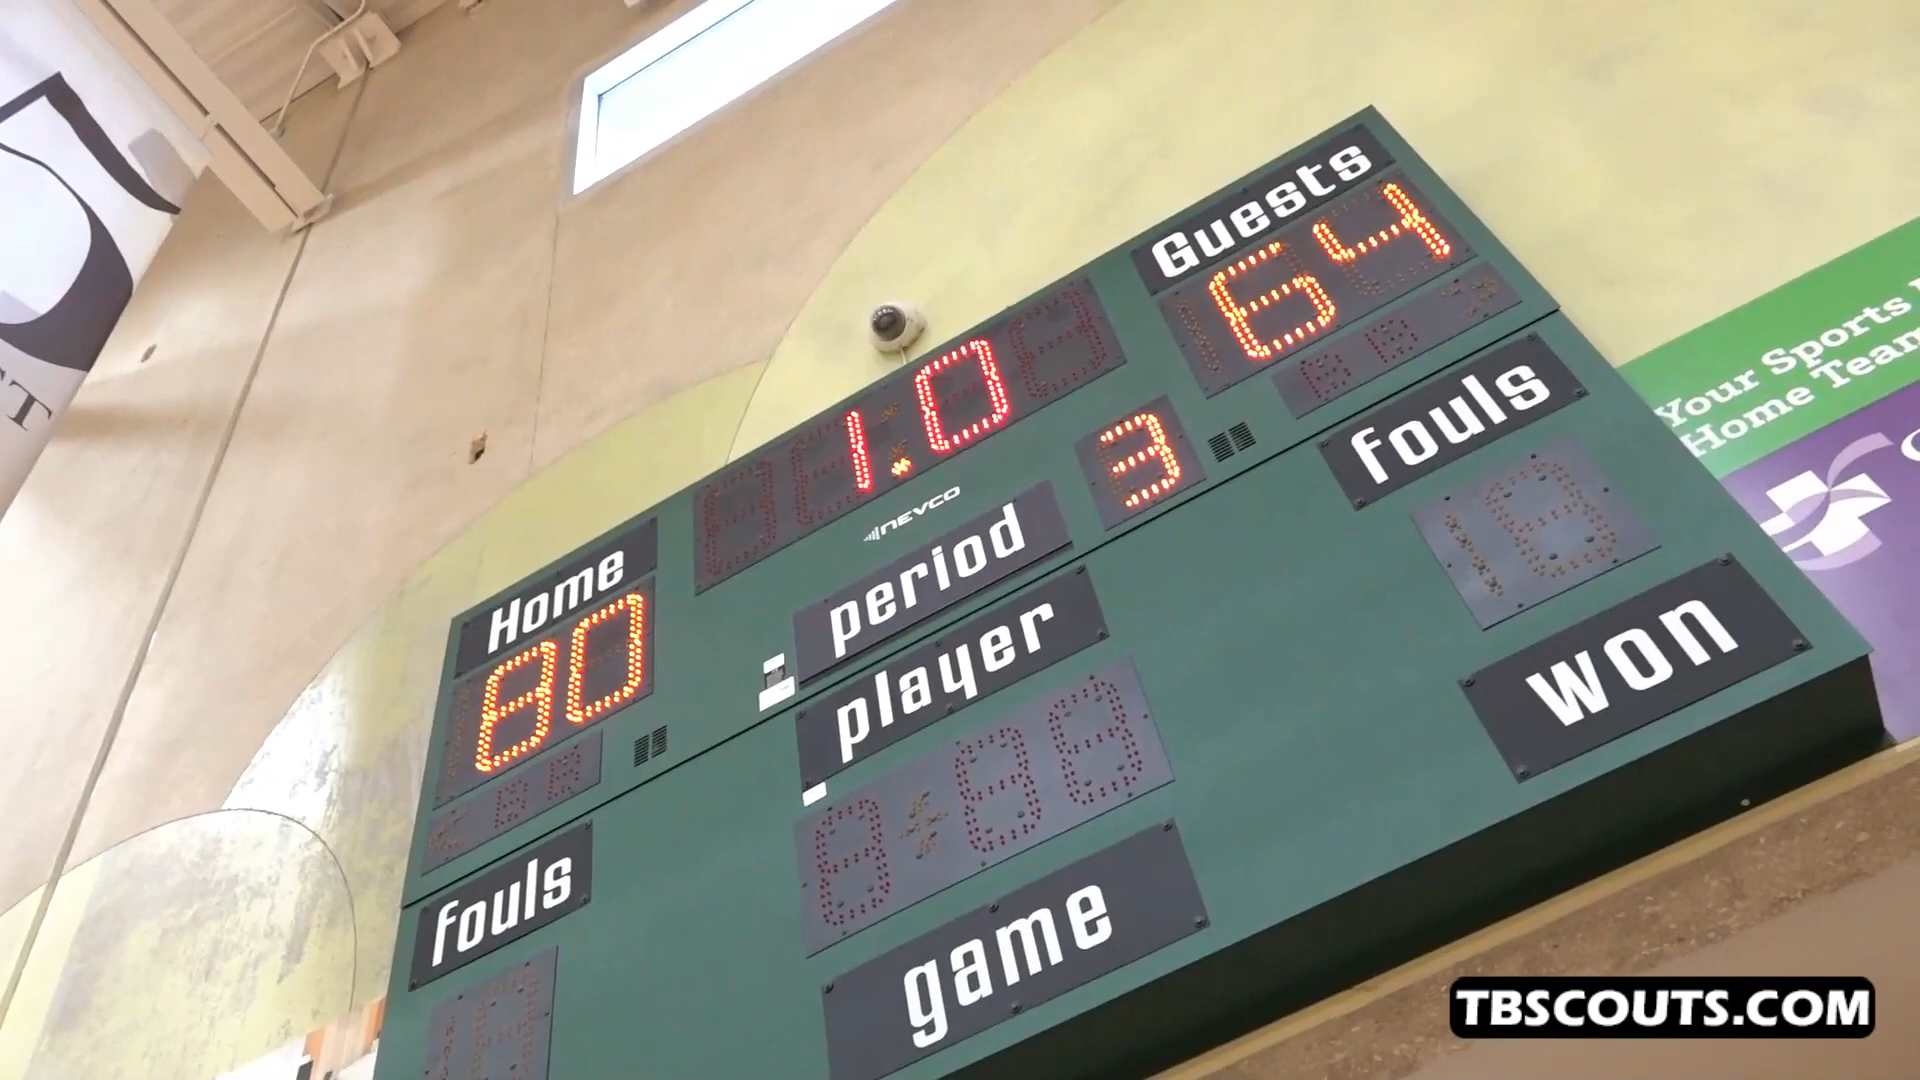 Guests
64
1.0
NEVCO
period
3
Home
80
player
fouls
won
fouls
game
Your Sports
Home Team
TBSCOUTS.COM